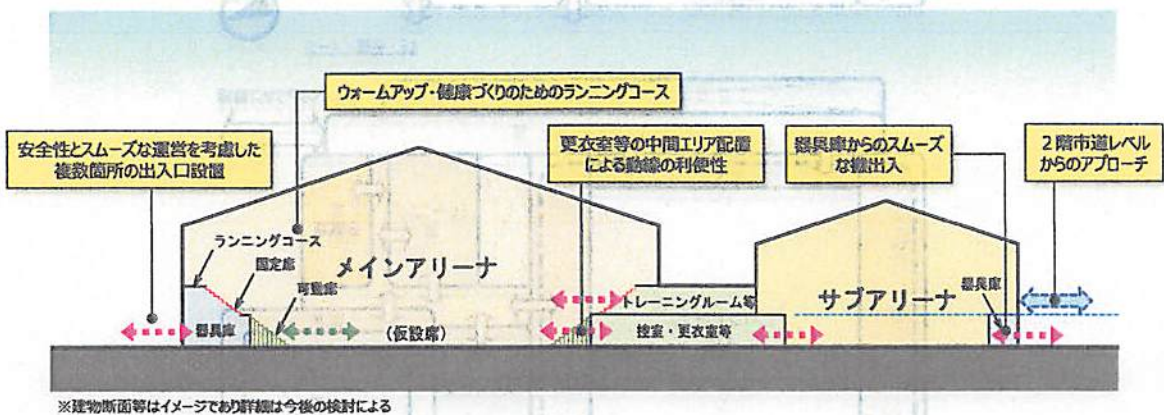 ウォームアップ・健康づくりのためのランニングコース
安全性とスムーズな運営を考慮した
複数箇所の出入口設置
更衣室等の中間エリア配置
による動線の利便性
器具庫からのスムーズ
な搬出入
2階市道レベル
からのアプローチ
ランニングコース
固定席
メインアリーナ
可動席
器具庫
(仮設席)
トレーニングルーム等
控室・更衣室等
サブアリーナ
器具庫
※建物断面等はイメージであり詳細は今後の検討による